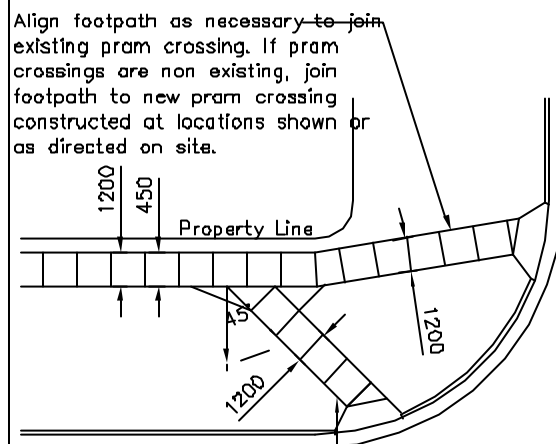 Align footpath as necessary to join
existing pram crossing. If pram
crossings are non existing, join
footpath to new pram crossing
constructed at locations shown or
as directed on site.
1200
450
Property Line
45
1200
1200